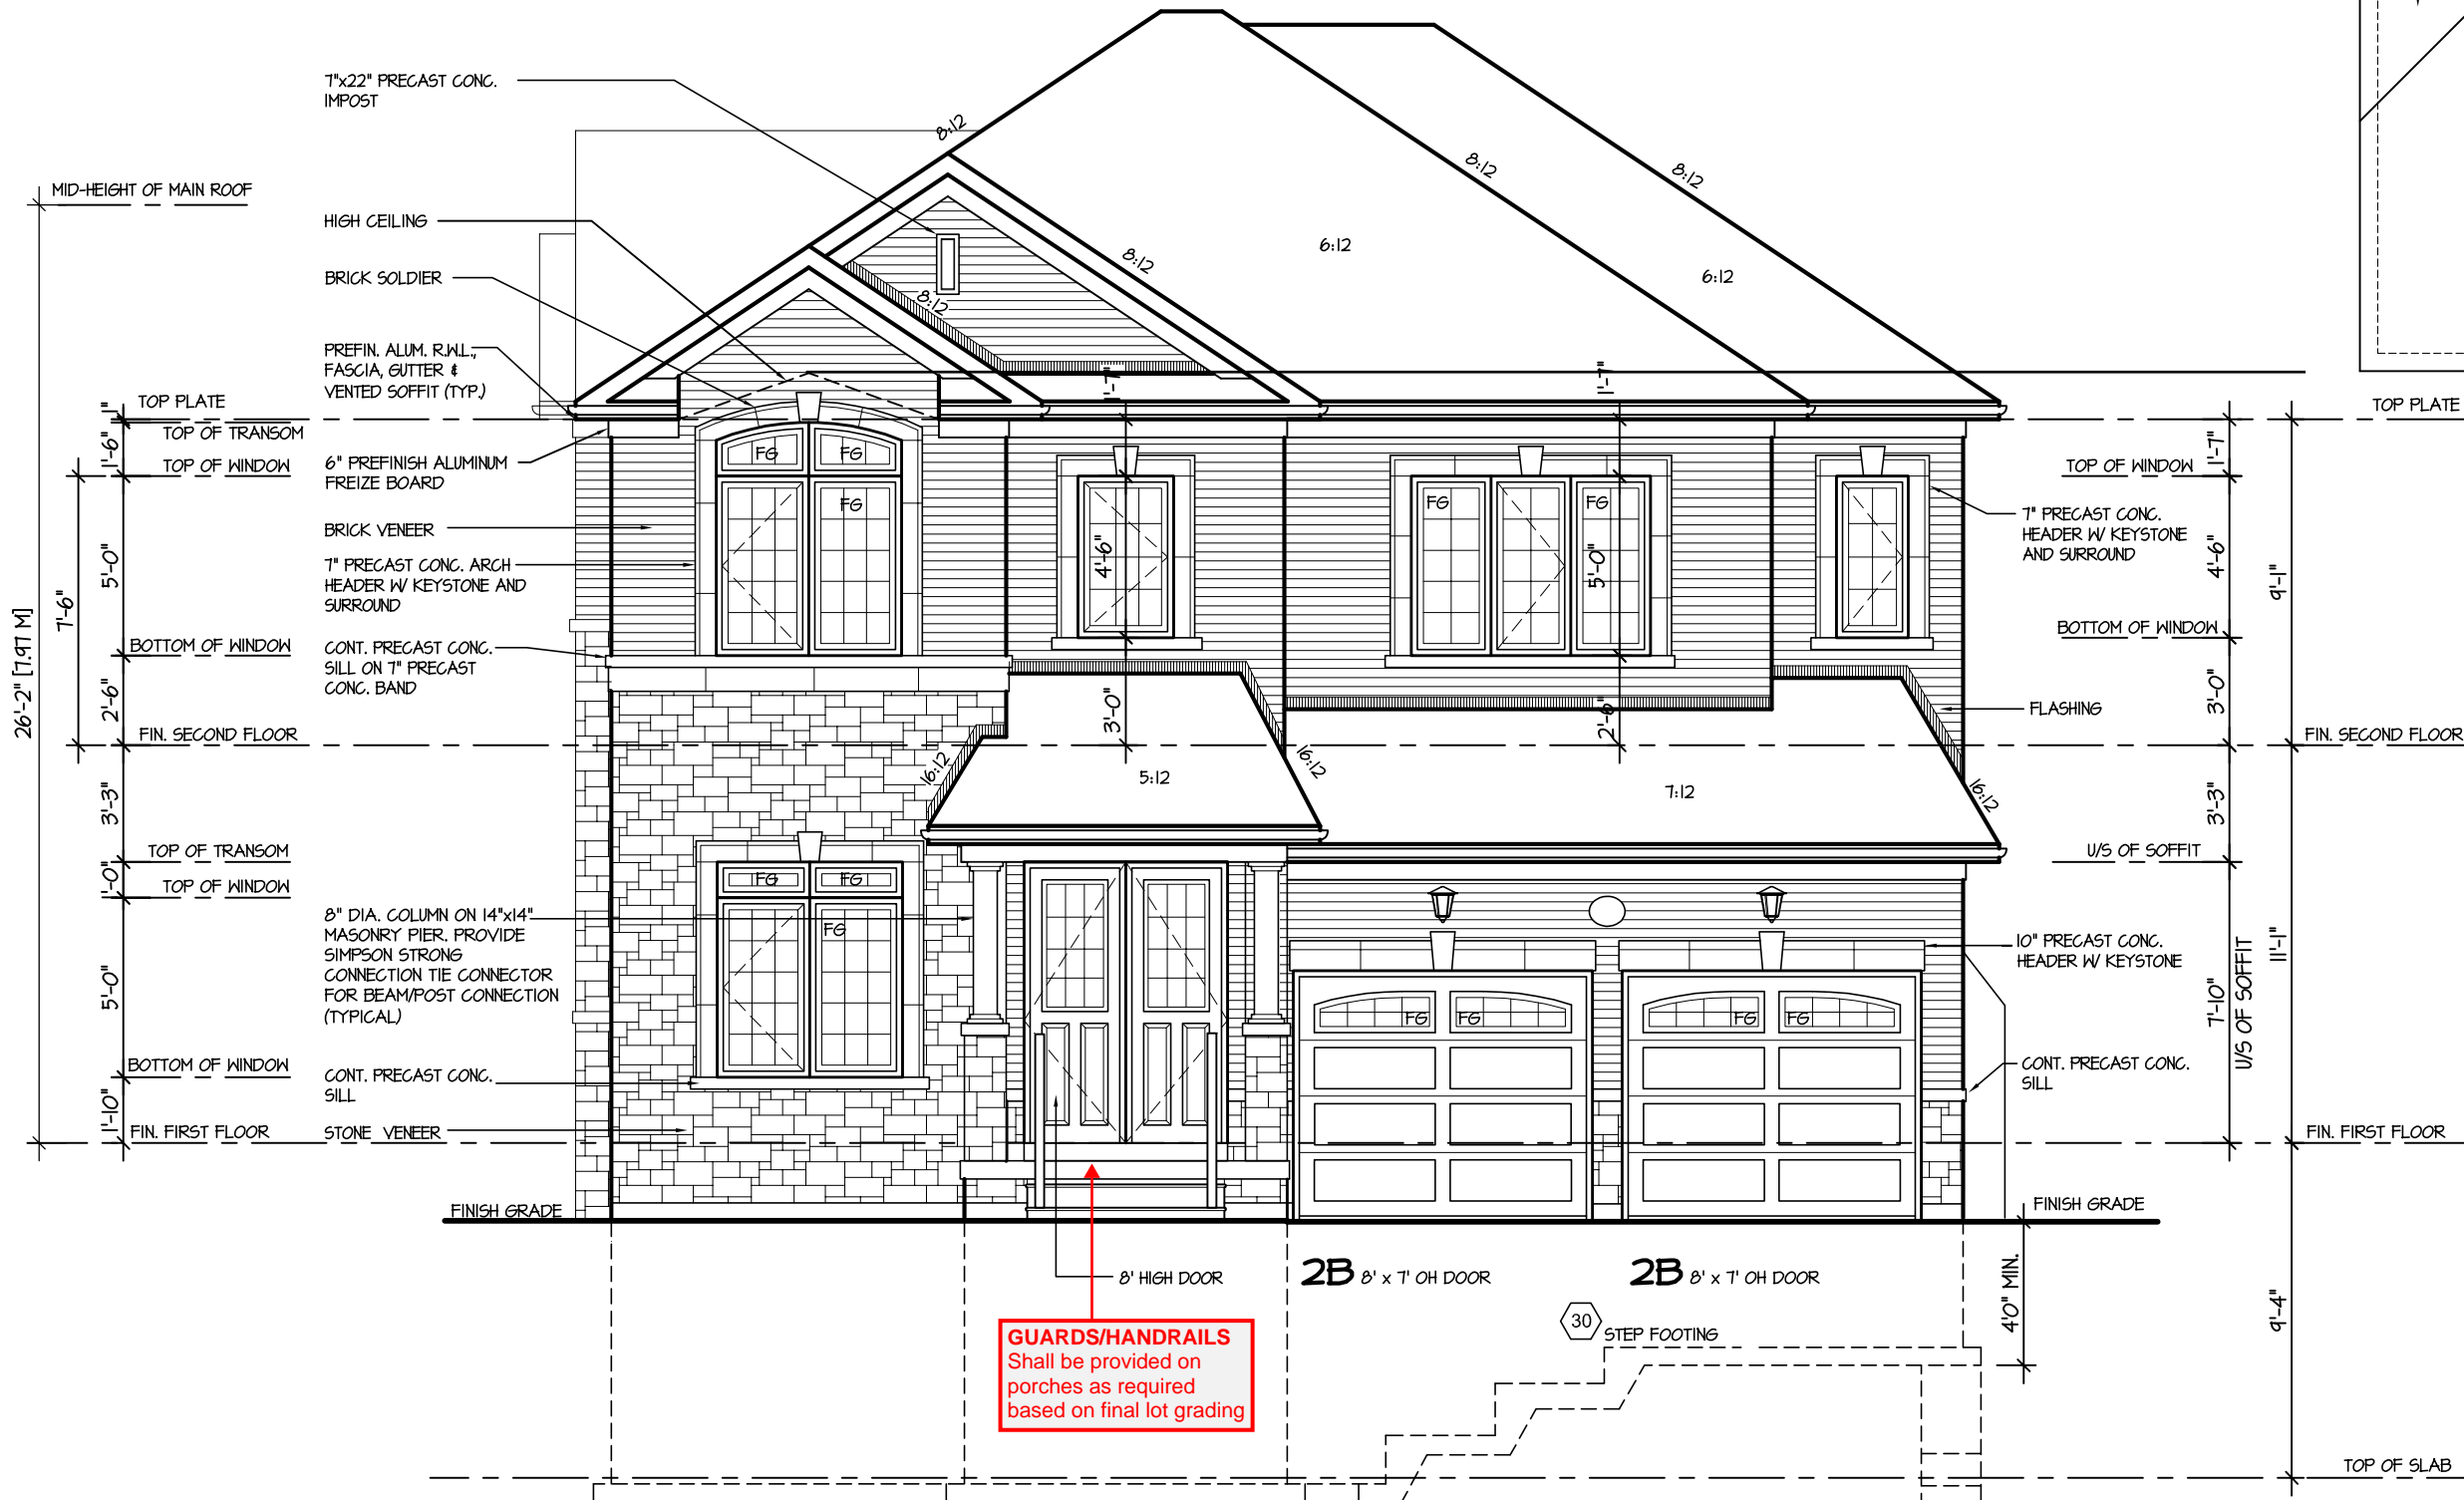 7"x22" PRECAST CONC.
IMPOST
8:12
8:12
8:12
MID-HEIGHT OF MAIN ROOF
HIGH CEILING
6:12
8:12
6:12
BRICK SOLDIER
8:12
PREFIN. ALUM. R.W.L.,
FASCIA, GUTTER &
VENTED SOFFIT (TYP.)
1'-7"
1'-7"
TOP PLATE
1"
TOP PLATE
TOP OF TRANSOM
1'-6"
1'-7"
FG
FG
6" PREFINISH ALUMINUM
FREIZE BOARD
TOP OF WINDOW
TOP OF WINDOW
FG
FG
FG
BRICK VENEER
7" PRECAST CONC.
HEADER W/ KEYSTONE
AND SURROUND
7" PRECAST CONC. ARCH
HEADER W/ KEYSTONE AND
SURROUND
5'-0"
4'-6"
5'-0"
4'-6"
9'-1"
7'-6"
26'-2" [7.97 M]
BOTTOM OF WINDOW
BOTTOM OF WINDOW
CONT. PRECAST CONC.
SILL ON 7" PRECAST
CONC. BAND
2'-6"
3'-0"
2'-6"
3'-0"
FLASHING
FIN. SECOND FLOOR
FIN. SECOND FLOOR
16:12
5:12
16:12
7:12
16:12
3'-3"
3'-3"
TOP OF TRANSOM
U/S OF SOFFIT
1'-0"
FG
FG
TOP OF WINDOW
8" DIA. COLUMN ON 14"x14"
MASONRY PIER. PROVIDE
SIMPSON STRONG
CONNECTION TIE CONNECTOR
FOR BEAM/POST CONNECTION
(TYPICAL)
FG
10" PRECAST CONC.
HEADER W/ KEYSTONE
5'-0"
7'-10"
U/S OF SOFFIT
11'-1"
FG
FG
FG
FG
BOTTOM OF WINDOW
CONT. PRECAST CONC.
SILL
CONT. PRECAST CONC.
SILL
1'-10"
FIN. FIRST FLOOR
STONE VENEER
FIN. FIRST FLOOR
FINISH GRADE
FINISH GRADE
8' HIGH DOOR
2B 8' x 7' OH DOOR
2B 8' x 7' OH DOOR
4'0" MIN.
9'-4"
30
STEP FOOTING
GUARDS/HANDRAILS
Shall be provided on
porches as required
based on final lot grading
TOP OF SLAB